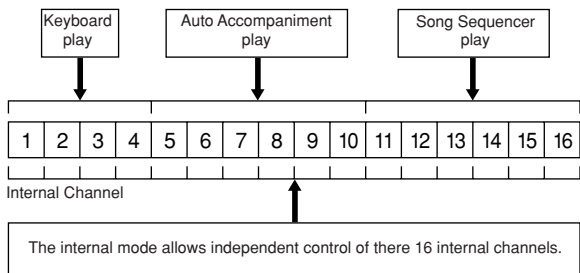 Keyboard
play
Auto Accompaniment
play
Song Sequencer
play
1 2 3 4 5 6 7 8 9 10 11 12 13 14 15 16
Internal Channel
The internal mode allows independent control of there 16 internal channels.